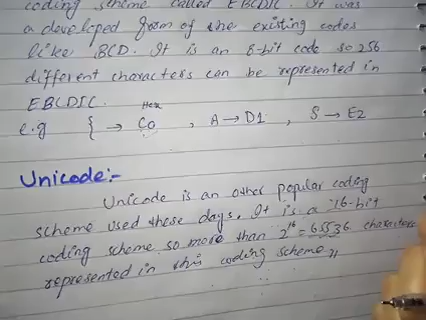 coding scheme called EBCDIC. It was
a developed form of the existing codes
like BCD. It is an 8-bit code so 256
different characters can be represented in
EBCDIC.
Hex
e.g { → C0 , A → D1 , S → E2
Unicode:-
Unicode is an other popular coding
scheme used these days. It is a 16-bit
coding scheme so more than 2¹⁶ = 65536 characters
represented in this coding scheme